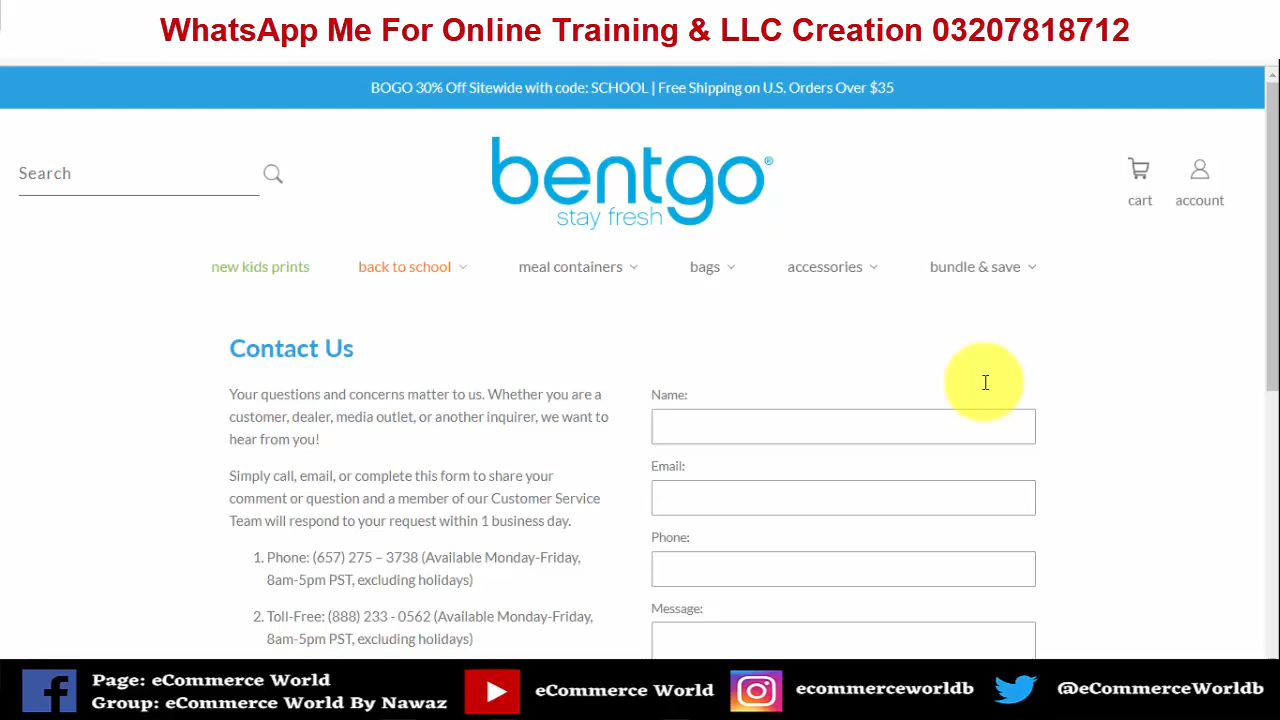 WhatsApp Me For Online Training & LLC Creation 03207818712
BOGO 30% Off Sitewide with code: SCHOOL | Free Shipping on U.S. Orders Over $35
Search
bentgo®
stay fresh
cart
account
new kids prints
back to school
meal containers
bags
accessories
bundle & save
Contact Us
Your questions and concerns matter to us. Whether you are a
customer, dealer, media outlet, or another inquirer, we want to
hear from you!
Simply call, email, or complete this form to share your
comment or question and a member of our Customer Service
Team will respond to your request within 1 business day.
1. Phone: (657) 275 – 3738 (Available Monday-Friday,
8am-5pm PST, excluding holidays)
2. Toll-Free: (888) 233 - 0562 (Available Monday-Friday,
8am-5pm PST, excluding holidays)
Name:
Email:
Phone:
Message:
Page: eCommerce World
Group: eCommerce World By Nawaz
eCommerce World
ecommerceworldb
@eCommerceWorldb